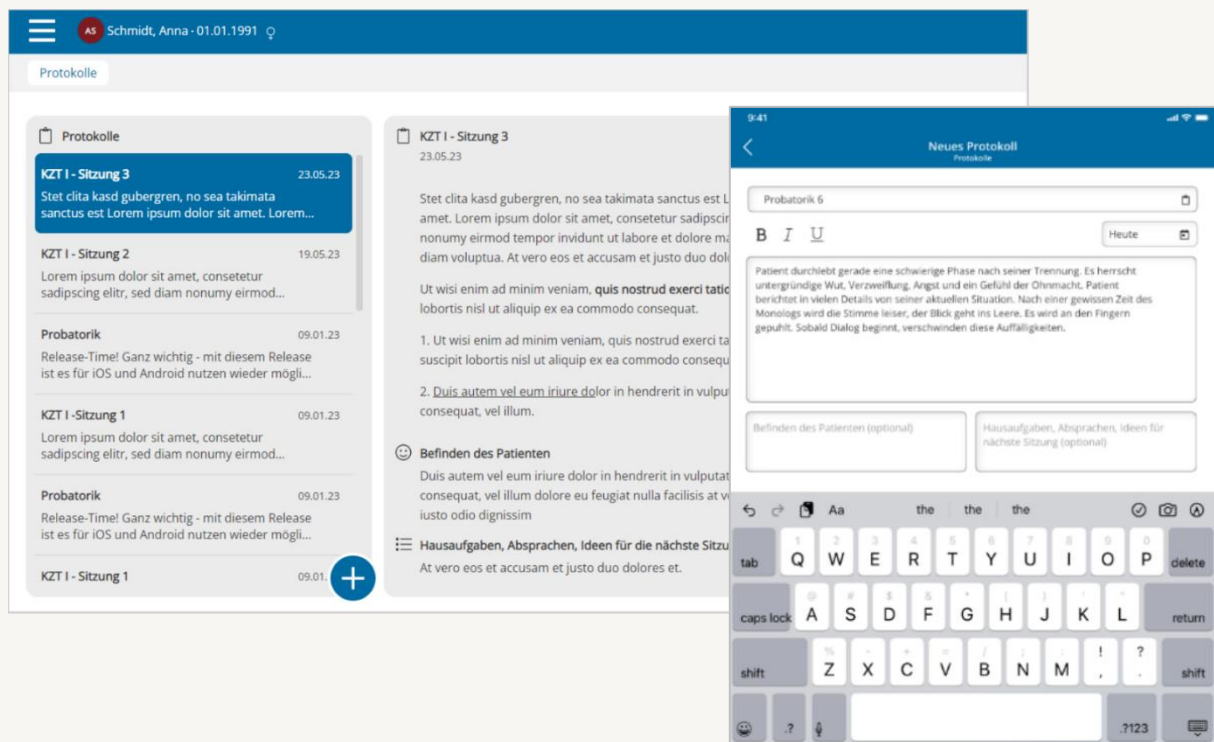 AS Schmidt, Anna - 01.01.1991 ♀
Protokolle
Protokolle
KZT I - Sitzung 3 23.05.23
Stet clita kasd gubergren, no sea takimata
sanctus est Lorem ipsum dolor sit amet. Lorem...
KZT I - Sitzung 2 19.05.23
Lorem ipsum dolor sit amet, consetetur
sadipscing elitr, sed diam nonumy eirmod...
Probatorik 09.01.23
Release-Time! Ganz wichtig - mit diesem Release
ist es für iOS und Android nutzen wieder mögli...
KZT I -Sitzung 1 09.01.23
Lorem ipsum dolor sit amet, consetetur
sadipscing elitr, sed diam nonumy eirmod...
Probatorik 09.01.23
Release-Time! Ganz wichtig - mit diesem Release
ist es für iOS und Android nutzen wieder mögli...
KZT I - Sitzung 1 09.01.
KZT I - Sitzung 3
23.05.23
Stet clita kasd gubergren, no sea takimata sanctus est L
amet. Lorem ipsum dolor sit amet, consetetur sadipscir
nonumy eirmod tempor invidunt ut labore et dolore ma
diam voluptua. At vero eos et accusam et justo duo dol
Ut wisi enim ad minim veniam, quis nostrud exerci tatic
lobortis nisl ut aliquip ex ea commodo consequat.
1. Ut wisi enim ad minim veniam, quis nostrud exerci ta
suscipit lobortis nisl ut aliquip ex ea commodo consequ
2. Duis autem vel eum iriure dolor in hendrerit in vulpu
consequat, vel illum.
Befinden des Patienten
Duis autem vel eum iriure dolor in hendrerit in vulputat
consequat, vel illum dolore eu feugiat nulla facilisis at v
iusto odio dignissim
Hausaufgaben, Absprachen, Ideen für die nächste Sitzu
At vero eos et accusam et justo duo dolores et.
9:41
Neues Protokoll
Protokolle
Probatorik 6
B I U Heute
Patient durchlebt gerade eine schwierige Phase nach seiner Trennung. Es herrscht
untergründige Wut, Verzweiflung, Angst und ein Gefühl der Ohnmacht. Patient
berichtet in vielen Details von seiner aktuellen Situation. Nach einer gewissen Zeit des
Monologs wird die Stimme leiser, der Blick geht ins Leere. Es wird an den Fingern
gepuhlt. Sobald Dialog beginnt, verschwinden diese Auffälligkeiten.
Befinden des Patienten (optional)
Hausaufgaben, Absprachen, Ideen für
nächste Sitzung (optional)
Aa the the the
1 2 3 4 5 6 7 8 9 0
tab Q W E R T Y U I O P delete
@ # $ & * ( ) ' "
caps lock A S D F G H J K L return
% - + = / ; : ! ?
shift Z X C V B N M , . shift
.? .?123